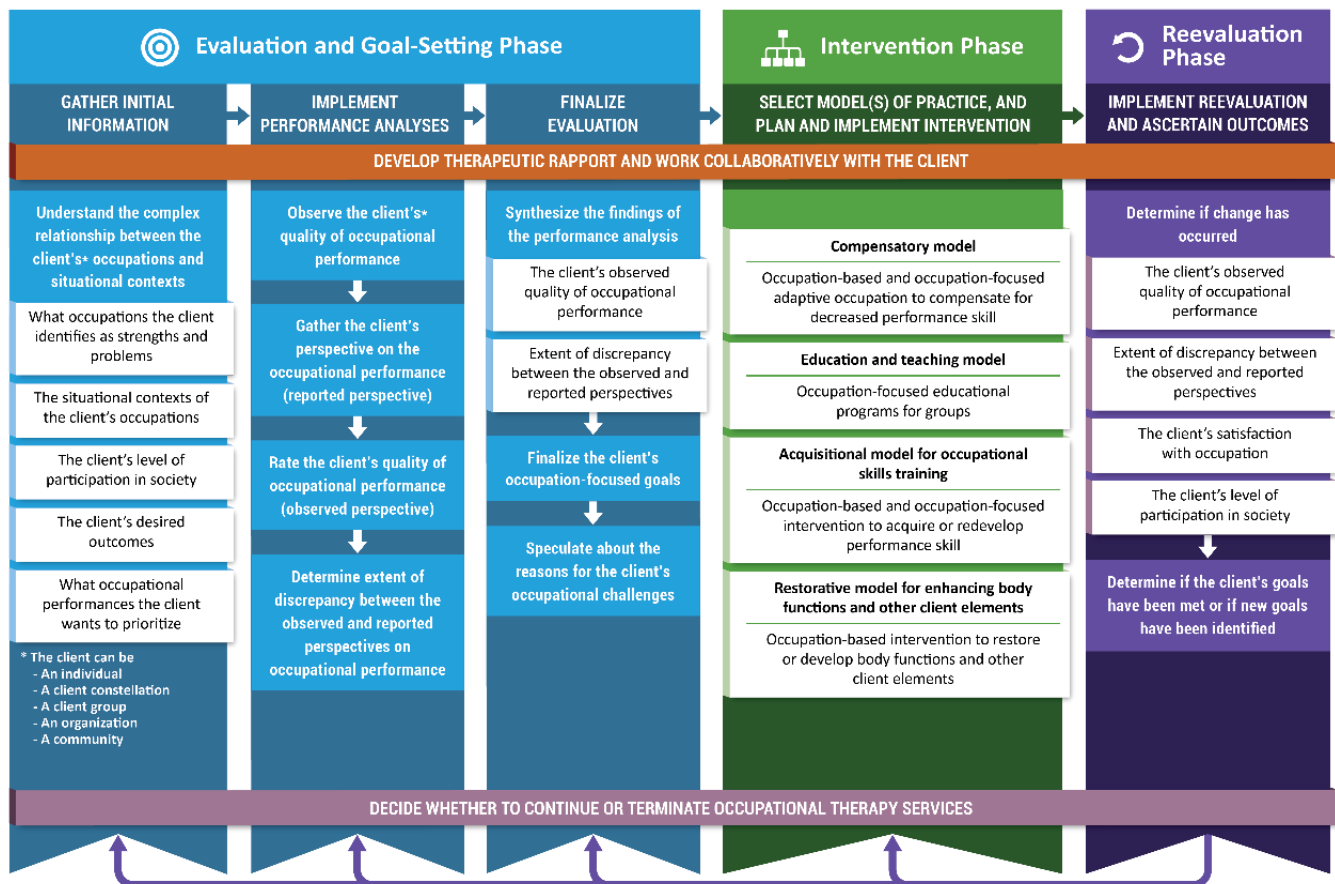 Evaluation and Goal-Setting Phase
Intervention Phase
Reevaluation
Phase
GATHER INITIAL
INFORMATION
IMPLEMENT
PERFORMANCE ANALYSES
FINALIZE
EVALUATION
SELECT MODEL(S) OF PRACTICE, AND
PLAN AND IMPLEMENT INTERVENTION
IMPLEMENT REEVALUATION
AND ASCERTAIN OUTCOMES
DEVELOP THERAPEUTIC RAPPORT AND WORK COLLABORATIVELY WITH THE CLIENT
Understand the complex
relationship between the
client's* occupations and
situational contexts
What occupations the client
identifies as strengths and
problems
The situational contexts of
the client's occupations
The client's level of
participation in society
The client's desired
outcomes
What occupational
performances the client
wants to prioritize
* The client can be
- An individual
- A client constellation
- A client group
- An organization
- A community
Observe the client's*
quality of occupational
performance
Gather the client's
perspective on the
occupational performance
(reported perspective)
Rate the client's quality of
occupational performance
(observed perspective)
Determine extent of
discrepancy between the
observed and reported
perspectives on
occupational performance
Synthesize the findings of
the performance analysis
The client's observed
quality of occupational
performance
Extent of discrepancy
between the observed and
reported perspectives
Finalize the client's
occupation-focused goals
Speculate about the
reasons for the client's
occupational challenges
Compensatory model
Occupation-based and occupation-focused
adaptive occupation to compensate for
decreased performance skill
Education and teaching model
Occupation-focused educational
programs for groups
Acquisitional model for occupational
skills training
Occupation-based and occupation-focused
intervention to acquire or redevelop
performance skill
Restorative model for enhancing body
functions and other client elements
Occupation-based intervention to restore
or develop body functions and other
client elements
Determine if change has
occurred
The client's observed
quality of occupational
performance
Extent of discrepancy between
the observed and reported
perspectives
The client's satisfaction
with occupation
The client's level of
participation in society
Determine if the client's goals
have been met or if new goals
have been identified
DECIDE WHETHER TO CONTINUE OR TERMINATE OCCUPATIONAL THERAPY SERVICES